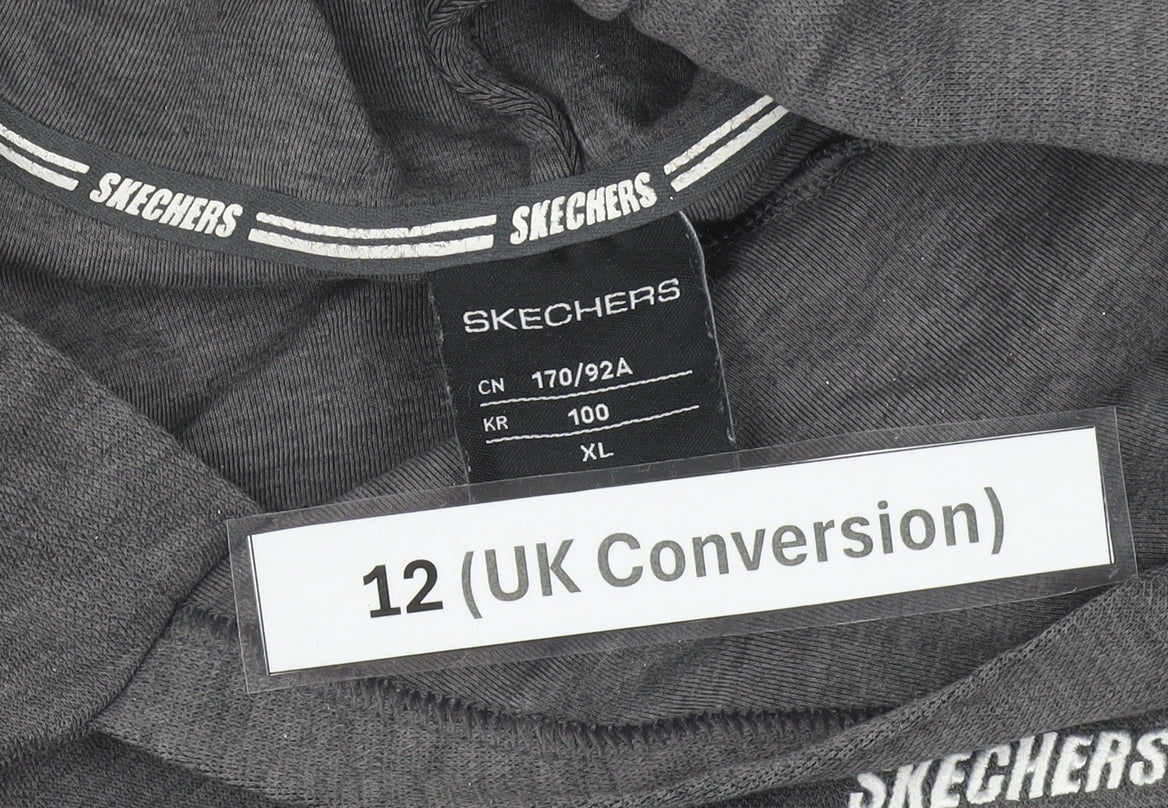 SKECHERS
SKECHERS
SKECHERS
CN 170/92A
KR 100
XL
12 (UK Conversion)
SKECHERS